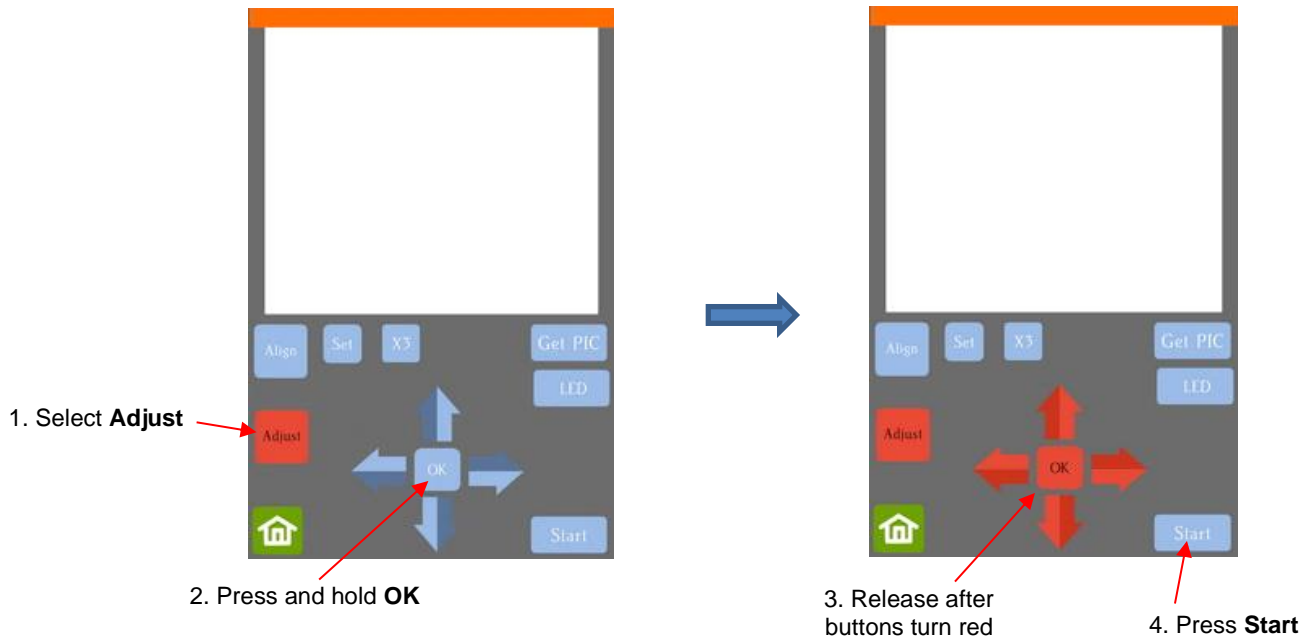 Align
Set
X3
Get PIC
LED
1. Select Adjust
Adjust
OK
Start
2. Press and hold OK
Align
Set
X3
Get PIC
LED
Adjust
OK
Start
3. Release after
buttons turn red
4. Press Start